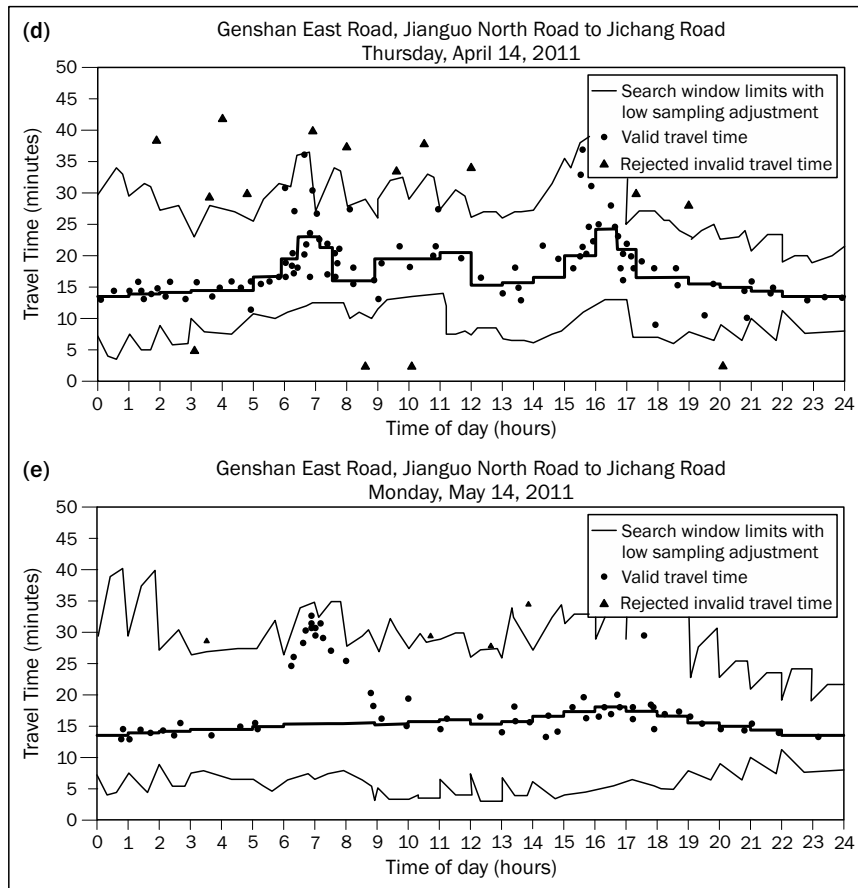 (d)
Genshan East Road, Jianguo North Road to Jichang Road
Thursday, April 14, 2011
50
45
40
35
30
25
20
15
10
5
0
Travel Time (minutes)
Search window limits with
low sampling adjustment
Valid travel time
Rejected invalid travel time
0 1 2 3 4 5 6 7 8 9 10 11 12 13 14 15 16 17 18 19 20 21 22 23 24
Time of day (hours)
(e)
Genshan East Road, Jianguo North Road to Jichang Road
Monday, May 14, 2011
50
45
40
35
30
25
20
15
10
5
0
Travel Time (minutes)
Search window limits with
low sampling adjustment
Valid travel time
Rejected invalid travel time
0 1 2 3 4 5 6 7 8 9 10 11 12 13 14 15 16 17 18 19 20 21 22 23 24
Time of day (hours)